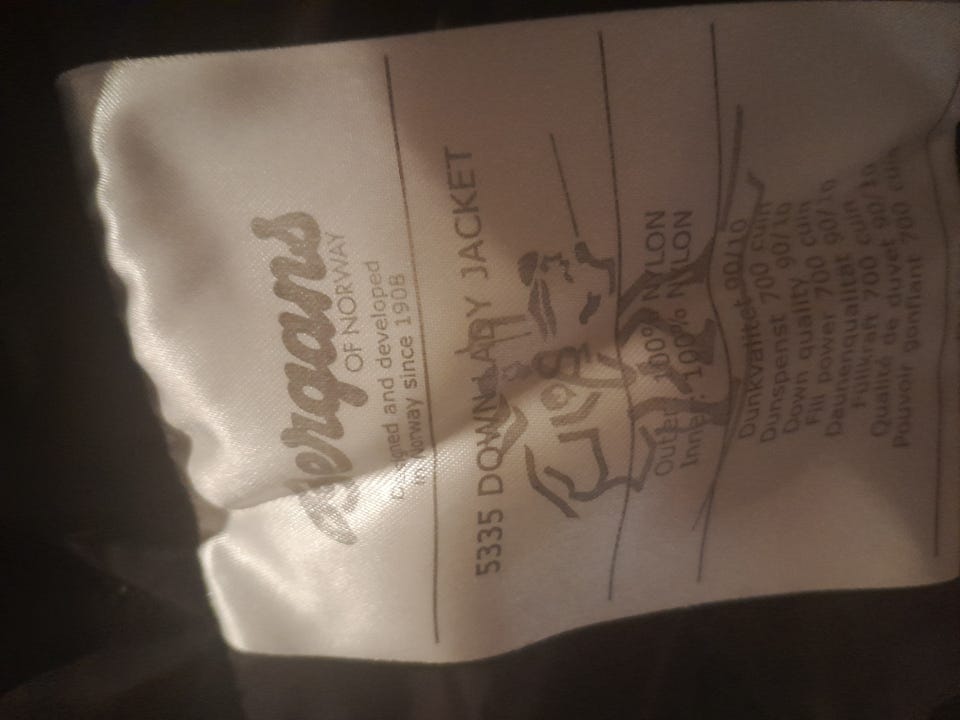 Bergans
OF NORWAY
Designed and developed
in Norway since 1908
5335 DOWN LADY JACKET
Outer: 100% NYLON
Inner: 100% NYLON
Dunkvalitet 90/10
Dunspenst 700 cuin
Down quality 90/10
Fill power 700 cuin
Daunenqualität 90/10
Füllkraft 700 cuin
Qualité de duvet 90/10
Pouvoir gonflant 700 cuin